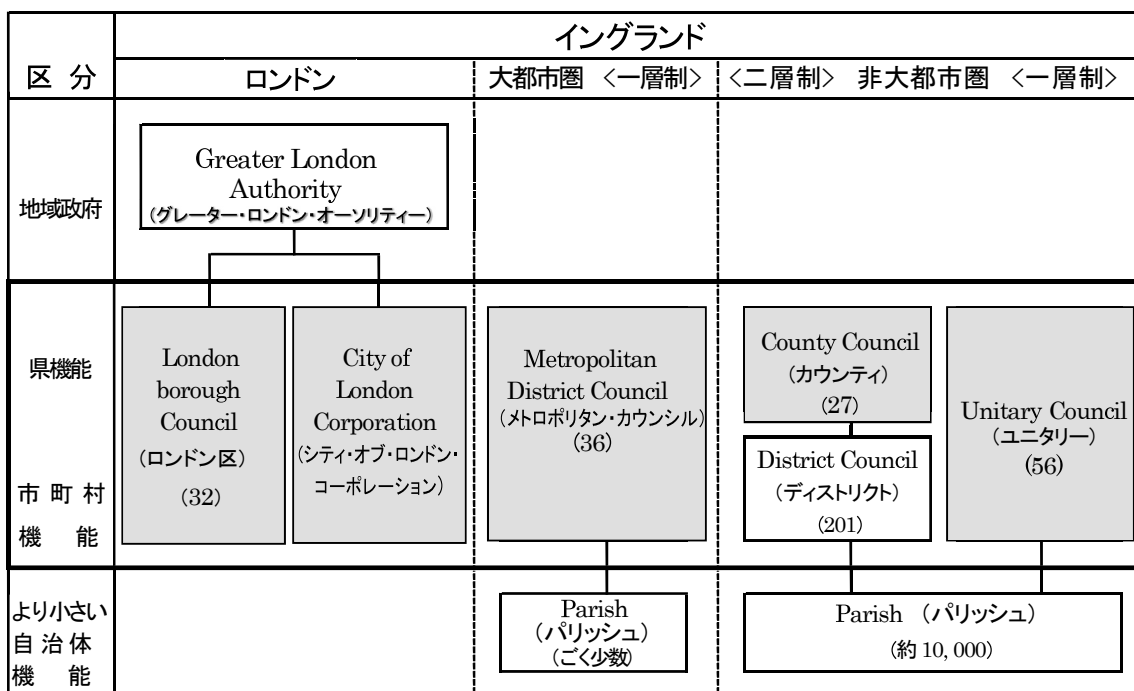 区 分
イングランド
ロンドン
大都市圏 <一層制>
<二層制> 非大都市圏 <一層制>
地域政府
Greater London
Authority
(グレーター・ロンドン・オーソリティー)
県機能
市 町 村
機 能
London
borough
Council
(ロンドン区)
(32)
City of
London
Corporation
(シティ・オブ・ロンドン・
コーポレーション)
Metropolitan
District Council
(メトロポリタン・カウンシル)
(36)
County Council
(カウンティ)
(27)
District Council
(ディストリクト)
(201)
Unitary Council
(ユニタリー)
(56)
より小さい
自 治 体
機 能
Parish
(パリッシュ)
(ごく少数)
Parish (パリッシュ)
(約 10, 000)